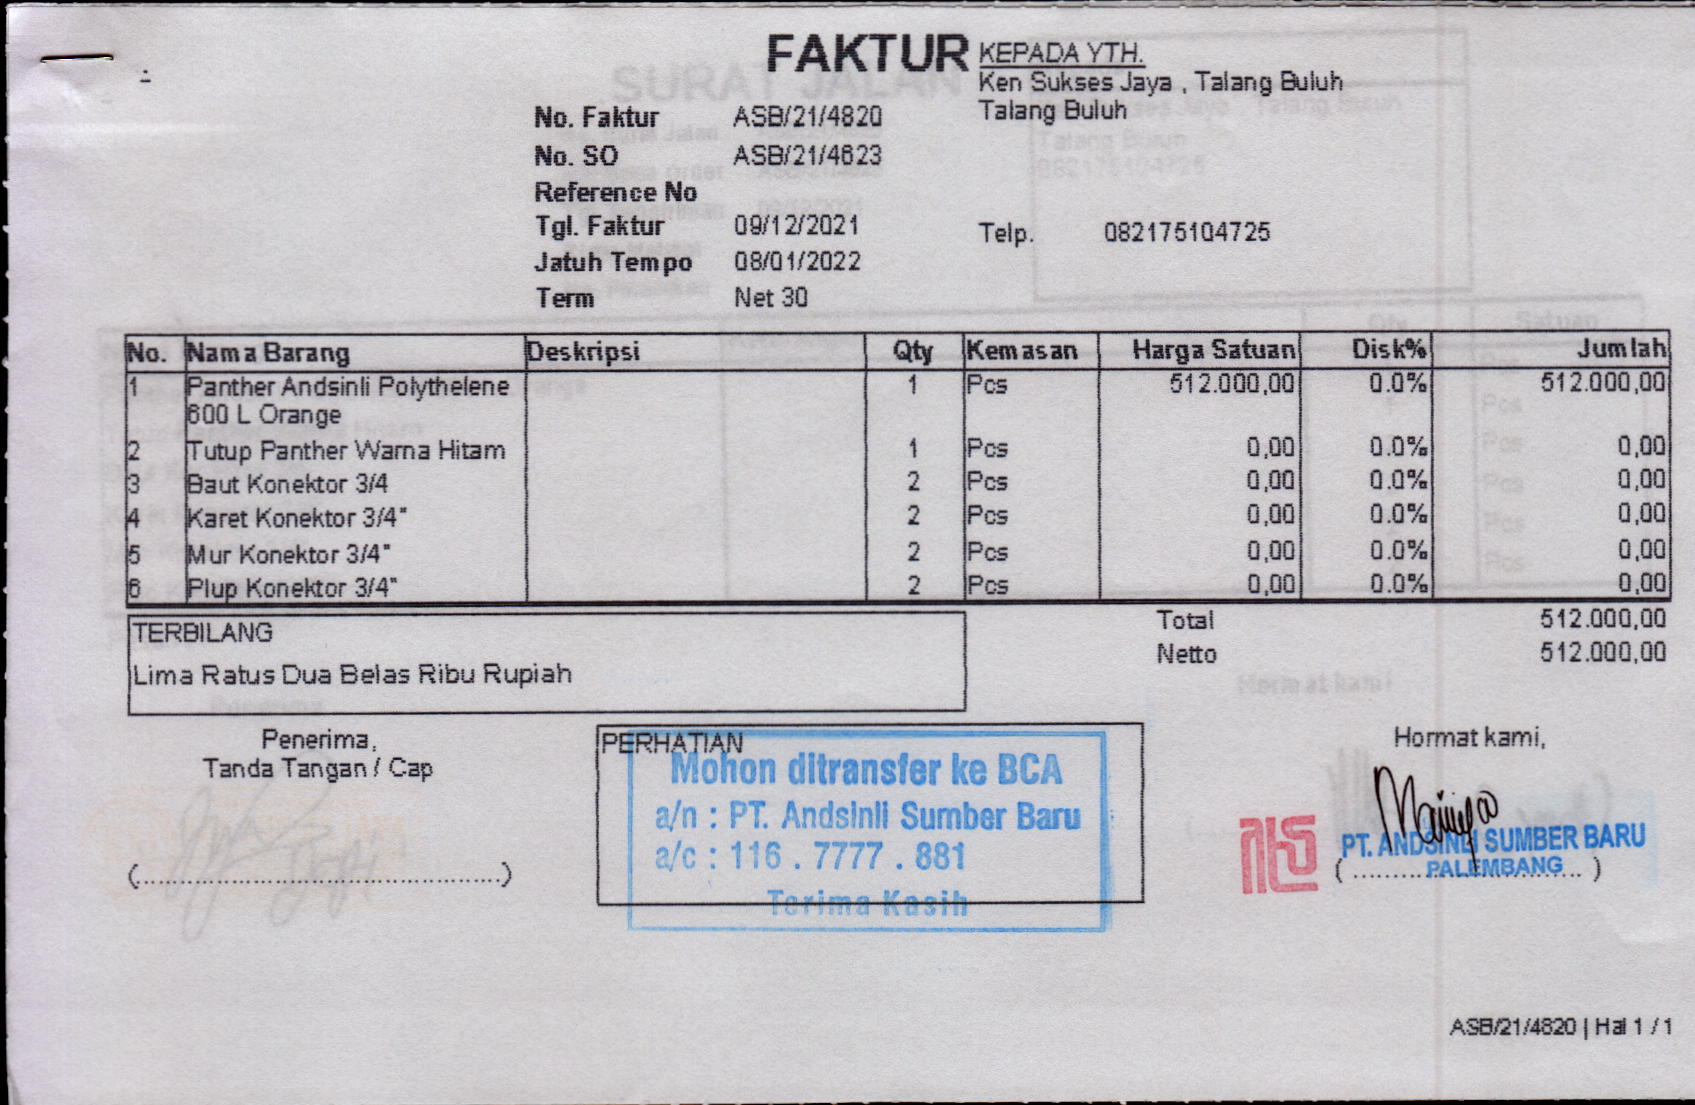 FAKTUR
KEPADA YTH.
Ken Sukses Jaya , Talang Buluh
Talang Buluh
No. Faktur ASB/21/4820
No. SO ASB/21/4623
Reference No
Tgl. Faktur 09/12/2021
Telp. 082175104725
Jatuh Tempo 08/01/2022
Term Net 30
No. Nama Barang Deskripsi Qty Kemasan Harga Satuan Disk% Jumlah
1 Panther Andsinli Polythelene 1 Pcs 512.000,00 0.0% 512.000,00
600 L Orange
2 Tutup Panther Warna Hitam 1 Pcs 0,00 0.0% 0,00
3 Baut Konektor 3/4 2 Pcs 0,00 0.0% 0,00
4 Karet Konektor 3/4" 2 Pcs 0,00 0.0% 0,00
5 Mur Konektor 3/4" 2 Pcs 0,00 0.0% 0,00
6 Plup Konektor 3/4" 2 Pcs 0,00 0.0% 0,00
Total 512.000,00
Netto 512.000,00
TERBILANG
Lima Ratus Dua Belas Ribu Rupiah
Penerima,
Tanda Tangan / Cap
(..................................................)
PERHATIAN
Mohon ditransfer ke BCA
a/n : PT. Andsinli Sumber Baru
a/c : 116 . 7777 . 881
Terima Kasih
Hormat kami,
PT. ANDSINLI SUMBER BARU
PALEMBANG
ASB/21/4820 | Hal 1 / 1